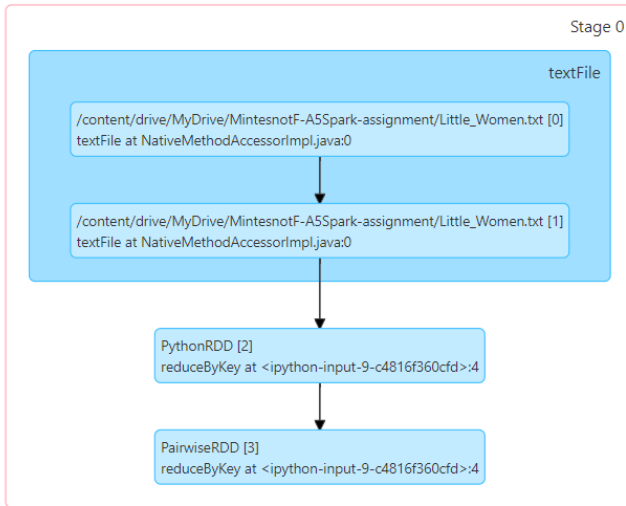 Stage 0
textFile
/content/drive/MyDrive/MintesnotF-A5Spark-assignment/Little_Women.txt [0]
textFile at NativeMethodAccessorImpl.java:0
/content/drive/MyDrive/MintesnotF-A5Spark-assignment/Little_Women.txt [1]
textFile at NativeMethodAccessorImpl.java:0
PythonRDD [2]
reduceByKey at <ipython-input-9-c4816f360cfd>:4
PairwiseRDD [3]
reduceByKey at <ipython-input-9-c4816f360cfd>:4